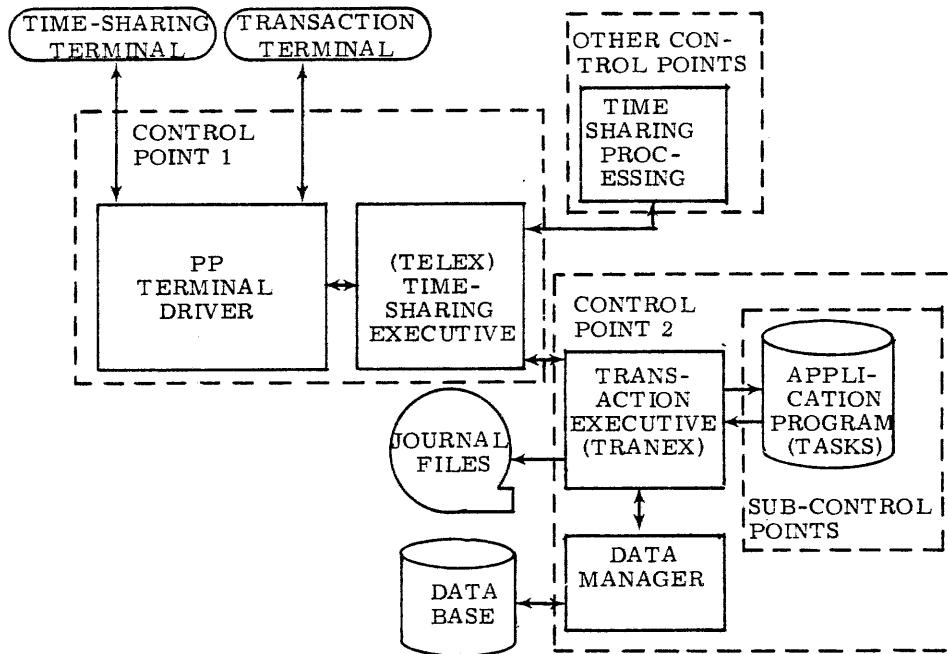 TIME-SHARING
TERMINAL
TRANSACTION
TERMINAL
OTHER CON-
TROL POINTS
TIME
SHARING
PROC-
ESSING
CONTROL
POINT 1
PP
TERMINAL
DRIVER
(TELEX)
TIME-
SHARING
EXECUTIVE
CONTROL
POINT 2
TRANS-
ACTION
EXECUTIVE
(TRANEX)
APPLI-
CATION
PROGRAM
(TASKS)
JOURNAL
FILES
SUB-CONTROL
POINTS
DATA
MANAGER
DATA
BASE